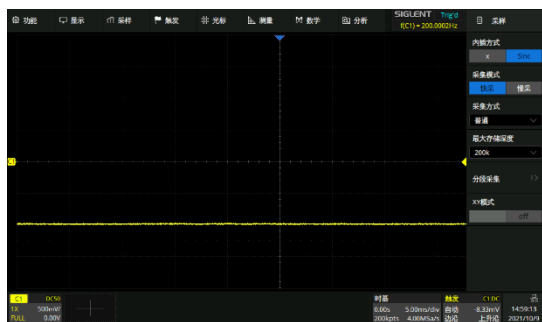 功能 显示 采样 触发 光标 测量 数学 分析 SIGLENT Trig'd 采样
f(C1) = 200.0002Hz
内插方式
x Sinc
采集模式
快采 慢采
采集方式
普通
最大存储深度
200k
分段采集
XY模式
off
C1
C1 DC50 时基 触发 C1 DC
1X 500mV/ 0.00s 5.00ms/div 自动 -8.33mV 14:59:13
FULL 0.00V 200kpts 4.00MSa/s 边沿 上升沿 2021/10/9